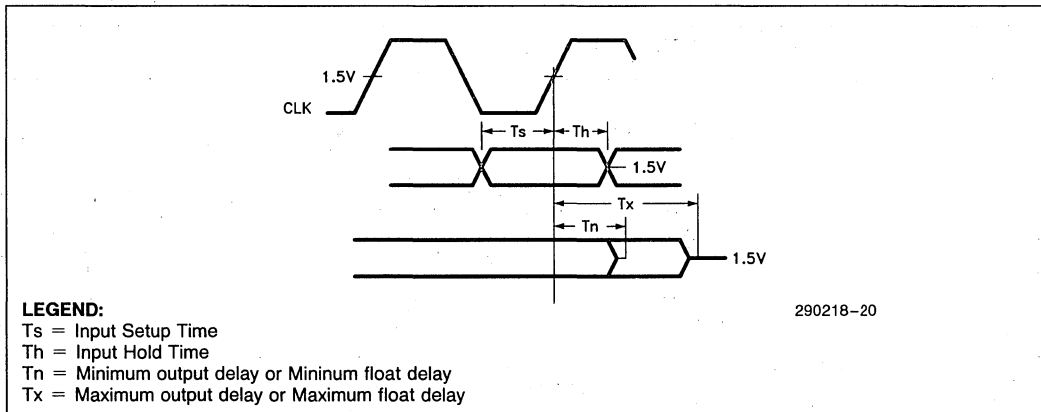 1.5V
CLK
Ts
Th
1.5V
Tx
Tn
1.5V
LEGEND:
290218-20
Ts = Input Setup Time
Th = Input Hold Time
Tn = Minimum output delay or Mininum float delay
Tx = Maximum output delay or Maximum float delay